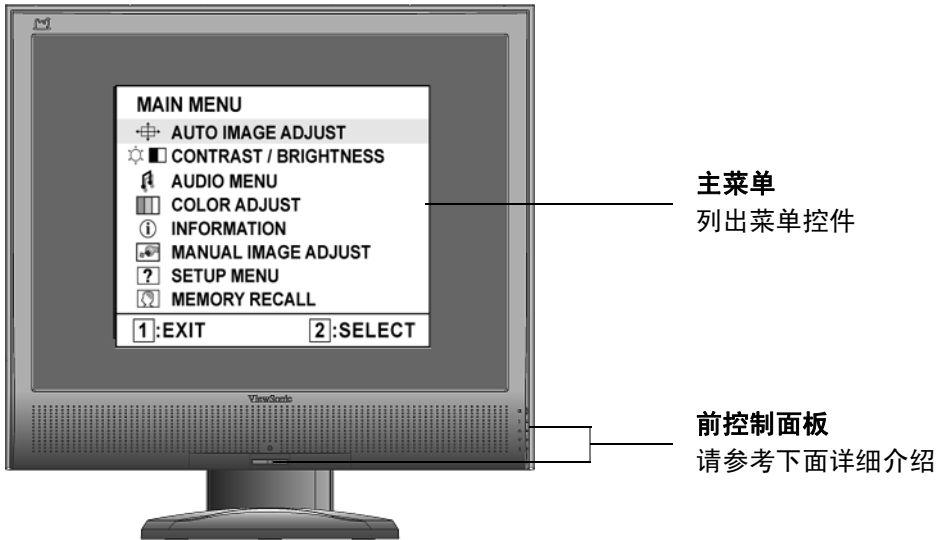 MAIN MENU
AUTO IMAGE ADJUST
CONTRAST / BRIGHTNESS
AUDIO MENU
COLOR ADJUST
INFORMATION
MANUAL IMAGE ADJUST
SETUP MENU
MEMORY RECALL
1:EXIT 2:SELECT
ViewSonic
主菜单
列出菜单控件
前控制面板
请参考下面详细介绍